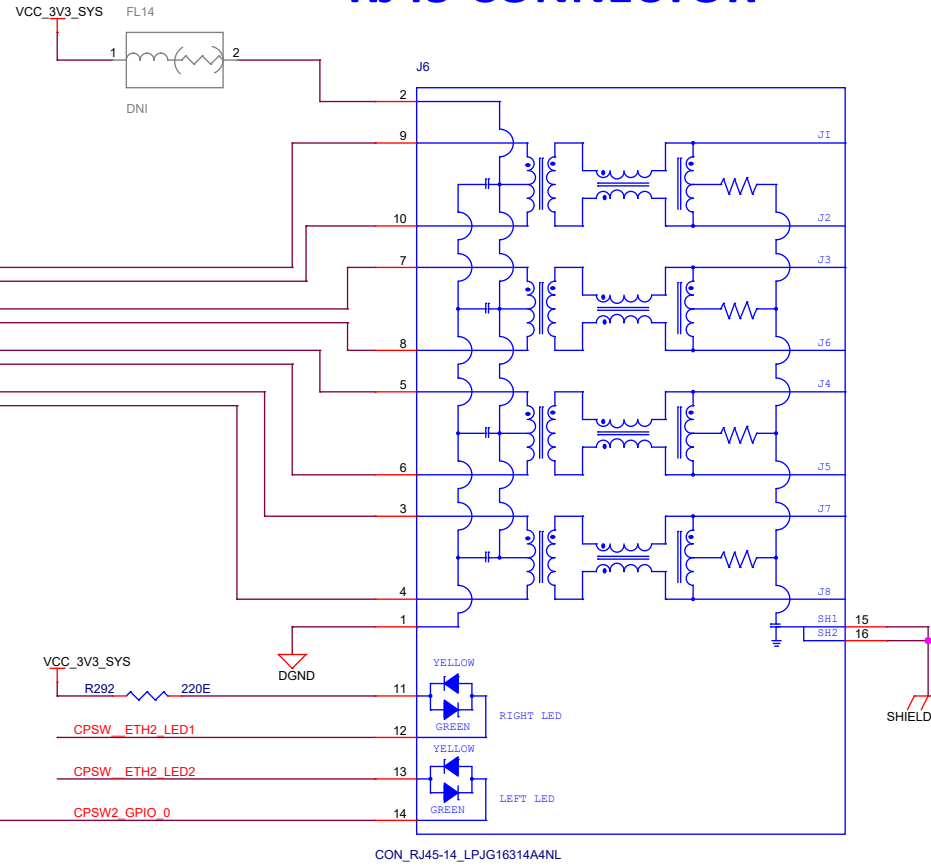 VCC_3V3_SYS FL14
1 2
DNI
J6
2
9 J1
10 J2
7 J3
8 J6
5 J4
6 J5
3 J7
4 J8
1 SH1 15
SH2 16
DGND
SHIELD
VCC_3V3_SYS
R292 220E 11
YELLOW
GREEN
RIGHT LED
CPSW__ETH2_LED1 12
YELLOW
CPSW__ETH2_LED2 13
GREEN
LEFT LED
CPSW2_GPIO_0 14
CON_RJ45-14_LPJG16314A4NL